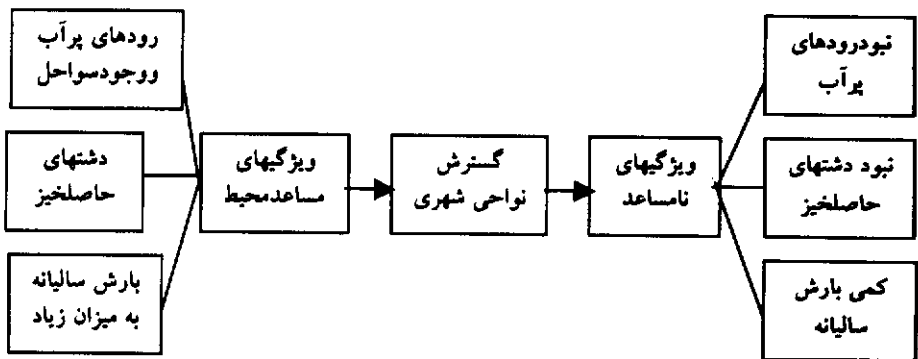 نبودرودهای
پرآب
نبود دشتهای
حاصلخیز
کمی بارش
سالیانه
ویژگیهای
نامساعد
گسترش
نواحی شهری
ویژگیهای
مساعدمحیط
رودهای پرآب
ووجودسواحل
دشتهای
حاصلخیز
بارش سالیانه
به میزان زیاد